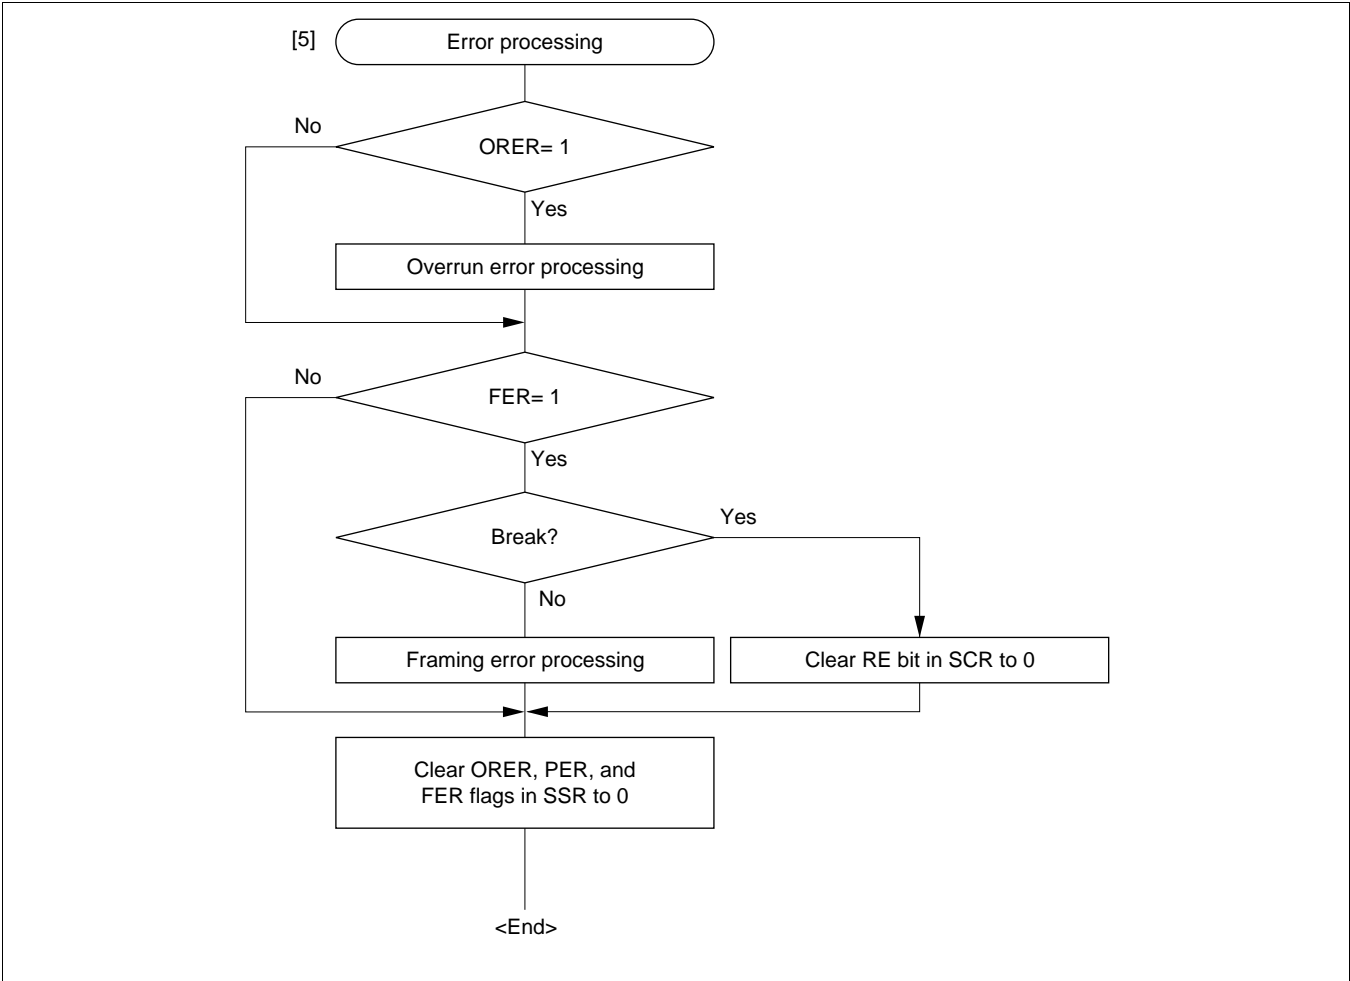 [5] Error processing
No
ORER= 1
Yes
Overrun error processing
No
FER= 1
Yes
Break?
Yes
No
Framing error processing
Clear RE bit in SCR to 0
Clear ORER, PER, and
FER flags in SSR to 0
<End>